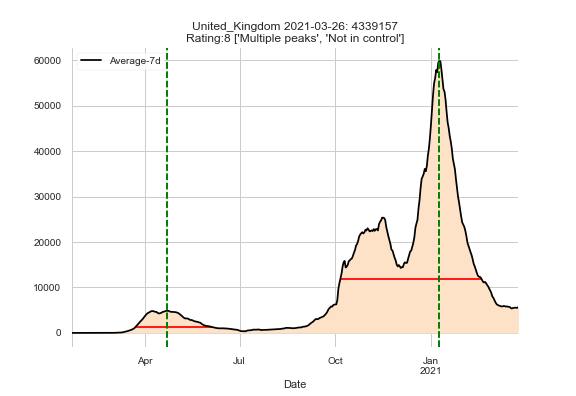 United_Kingdom 2021-03-26: 4339157
Rating:8 ['Multiple peaks', 'Not in control']
Average-7d
60000
50000
40000
30000
20000
10000
0
Apr
Jul
Oct
Jan
2021
Date